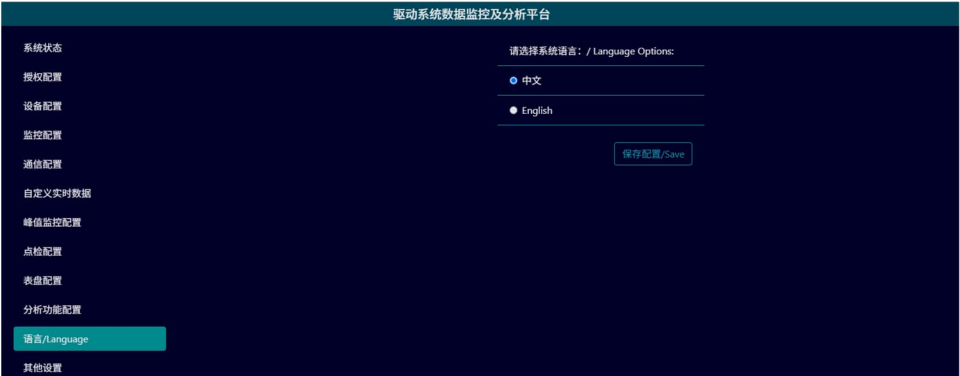 驱动系统数据监控及分析平台
系统状态
授权配置
设备配置
监控配置
通信配置
自定义实时数据
峰值监控配置
点检配置
表盘配置
分析功能配置
语言/Language
其他设置
请选择系统语言：/ Language Options:
中文
English
保存配置/Save